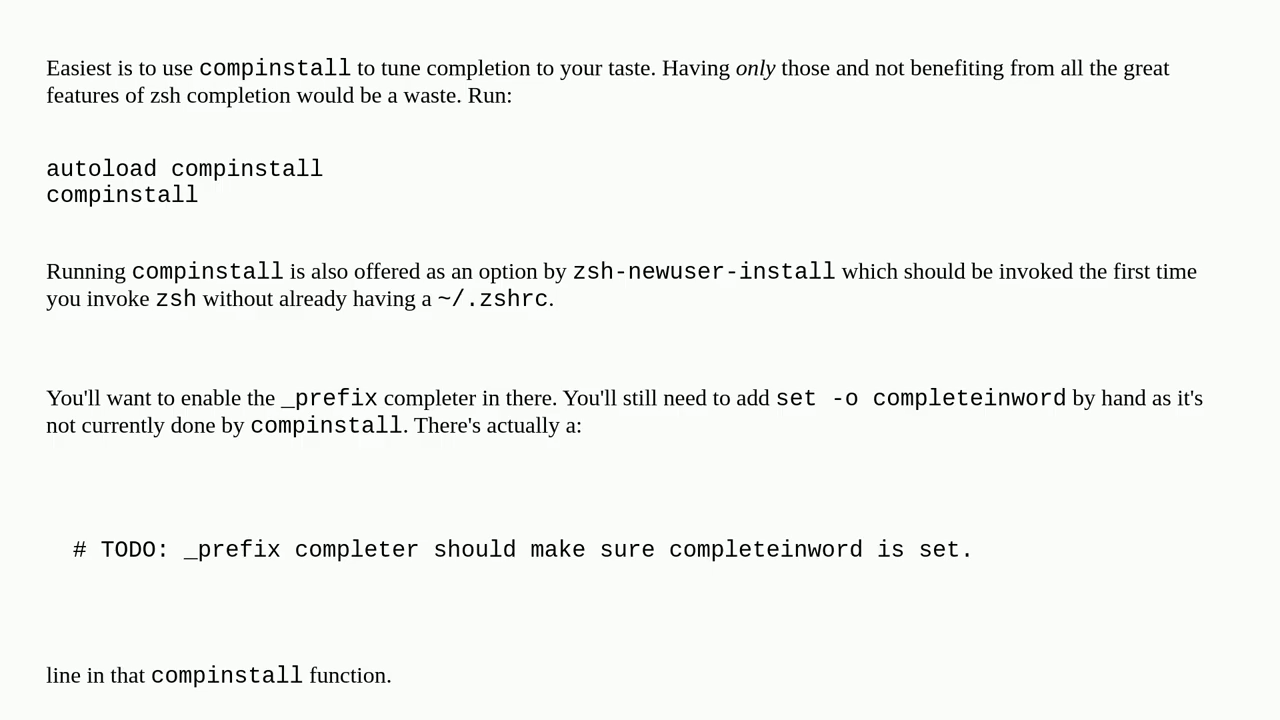 Easiest is to use compinstall to tune completion to your taste. Having only those and not benefiting from all the great
features of zsh completion would be a waste. Run:
autoload compinstall
compinstall
Running compinstall is also offered as an option by zsh-newuser-install which should be invoked the first time
you invoke zsh without already having a ~/.zshrc.
You'll want to enable the _prefix completer in there. You'll still need to add set -o completeinword by hand as it's
not currently done by compinstall. There's actually a:
# TODO: _prefix completer should make sure completeinword is set.
line in that compinstall function.